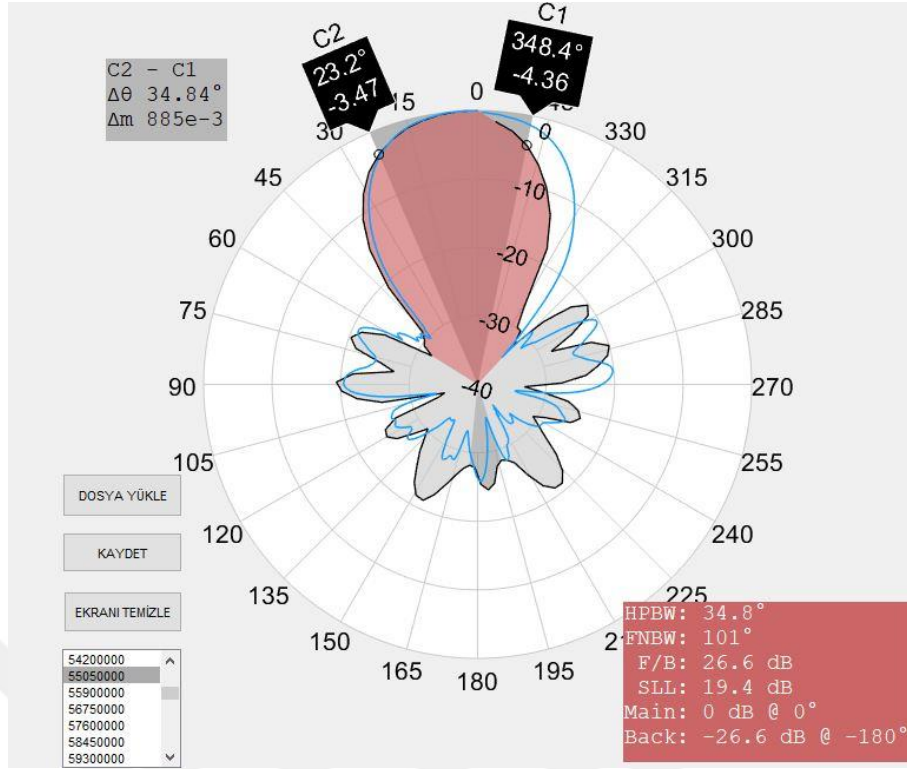 C2
23.2°
-3.47
C1
348.4°
-4.36
C2 - C1
Δθ 34.84°
Δm 885e-3
0
15
30
45
60
75
90
105
120
135
150
165
180
195
225
240
255
270
285
300
315
330
0
-10
-20
-30
-40
DOSYA YÜKLE
KAYDET
EKRANI TEMİZLE
54200000
55050000
55900000
56750000
57600000
58450000
59300000
HPBW: 34.8°
FNBW: 101°
F/B: 26.6 dB
SLL: 19.4 dB
Main: 0 dB @ 0°
Back: -26.6 dB @ -180°